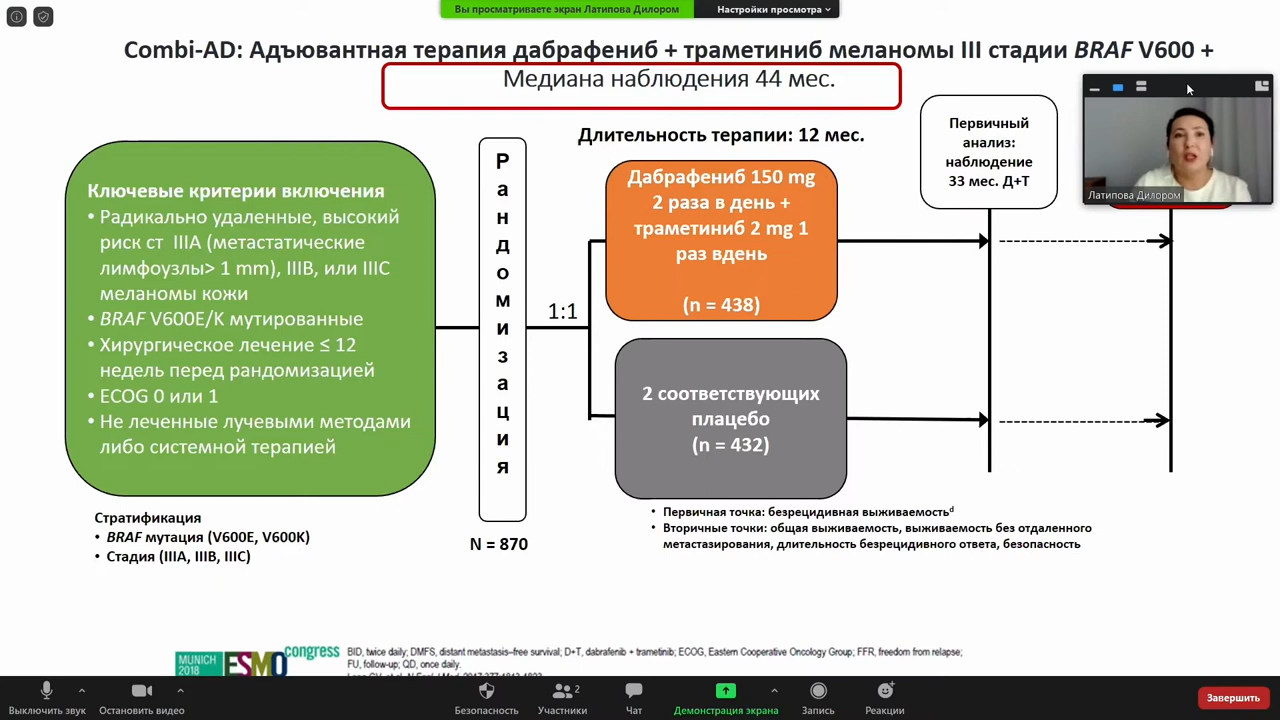 Вы просматриваете экран Латипова Дилором
Настройки просмотра
Combi-AD: Адъювантная терапия дабрафениб + траметиниб меланомы III стадии BRAF V600 +
Медиана наблюдения 44 мес.
Длительность терапии: 12 мес.
Ключевые критерии включения
• Радикально удаленные, высокий
риск ст IIIA (метастатические
лимфоузлы> 1 mm), IIIB, или IIIC
меланомы кожи
• BRAF V600E/K мутированные
• Хирургическое лечение ≤ 12
недель перед рандомизацией
• ECOG 0 или 1
• Не леченные лучевыми методами
либо системной терапией
Стратификация
• BRAF мутация (V600E, V600K)
• Стадия (IIIA, IIIB, IIIC)
Рандомизация
N = 870
1:1
Дабрафениб 150 mg
2 раза в день +
траметиниб 2 mg 1
раз вдень
(n = 438)
2 соответствующих
плацебо
(n = 432)
Первичный
анализ:
наблюдение
33 мес. Д+Т
Латипова Дилором
• Первичная точка: безрецидивная выживаемостьᵈ
• Вторичные точки: общая выживаемость, выживаемость без отдаленного
метастазирования, длительность безрецидивного ответа, безопасность
MUNICH
2018
ESMO
congress
BID, twice daily; DMFS, distant metastasis–free survival; D+T, dabrafenib + trametinib; ECOG, Eastern Cooperative Oncology Group; FFR, freedom from relapse;
FU, follow-up; QD, once daily.
Выключить звук
Остановить видео
Безопасность
Участники
2
Чат
Демонстрация экрана
Запись
Реакции
Завершить